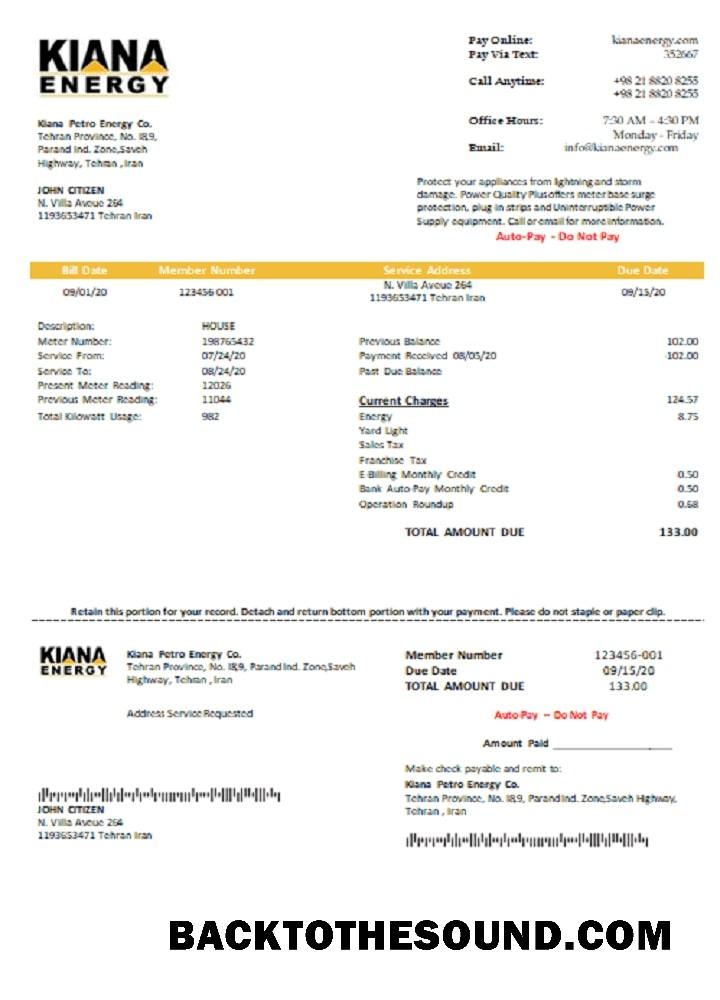 KIANA
ENERGY
Pay Online: kianaenergy.com
Pay Via Text: 352667
Call Anytime: +98 21 8820 8255
+98 21 8820 8255
Office Hours: 7:30 AM – 4:30 PM
Monday - Friday
Email: info@kianaenergy.com
Kiana Petro Energy Co.
Tehran Province, No. I8,9,
Parand Ind. Zone,Saveh
Highway, Tehran , Iran
JOHN CITIZEN
N. Villa Aveue 264
1193653471 Tehran Iran
Protect your appliances from lightning and storm
damage. Power Quality Plus offers meter base surge
protection, plug-in strips and Uninterruptible Power
Supply equipment. Call or email for more information.
Auto-Pay - Do Not Pay
Bill Date Member Number Service Address Due Date
09/01/20 123456-001 N. Villa Aveue 264 09/15/20
1193653471 Tehran Iran
Description: HOUSE
Meter Number: 198765432
Service From: 07/24/20
Service To: 08/24/20
Present Meter Reading: 12026
Previous Meter Reading: 11044
Total Kilowatt Usage: 982
Previous Balance 102.00
Payment Received 08/05/20 -102.00
Past Due Balance
Current Charges 124.57
Energy 8.75
Yard Light
Sales Tax
Franchise Tax
E-Billing Monthly Credit 0.50
Bank Auto-Pay Monthly Credit 0.50
Operation Roundup 0.68
TOTAL AMOUNT DUE 133.00
Retain this portion for your record. Detach and return bottom portion with your payment. Please do not staple or paper clip.
KIANA
ENERGY
Kiana Petro Energy Co.
Tehran Province, No. I8,9, Parand Ind. Zone,Saveh
Highway, Tehran , Iran
Address Service Requested
Member Number 123456-001
Due Date 09/15/20
TOTAL AMOUNT DUE 133.00
Auto-Pay – Do Not Pay
Amount Paid
Make check payable and remit to:
Kiana Petro Energy Co.
Tehran Province, No. I8,9, Parand Ind. Zone,Saveh Highway,
Tehran , Iran
JOHN CITIZEN
N. Villa Aveue 264
1193653471 Tehran Iran
BACKTOTHESOUND.COM